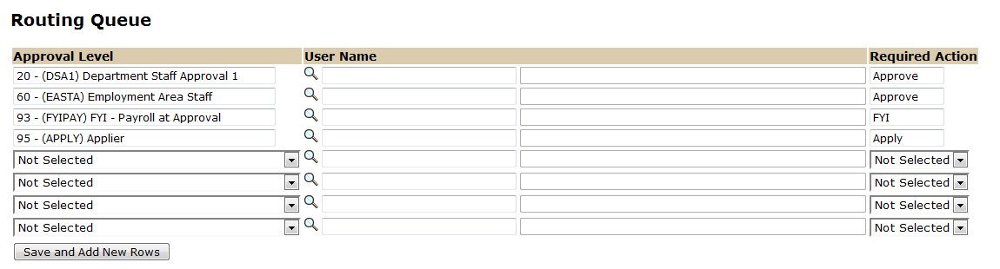 Routing Queue
Approval Level User Name Required Action
20 - (DSA1) Department Staff Approval 1 Approve
60 - (EASTA) Employment Area Staff Approve
93 - (FYIPAY) FYI - Payroll at Approval FYI
95 - (APPLY) Applier Apply
Not Selected Not Selected
Not Selected Not Selected
Not Selected Not Selected
Not Selected Not Selected
Save and Add New Rows